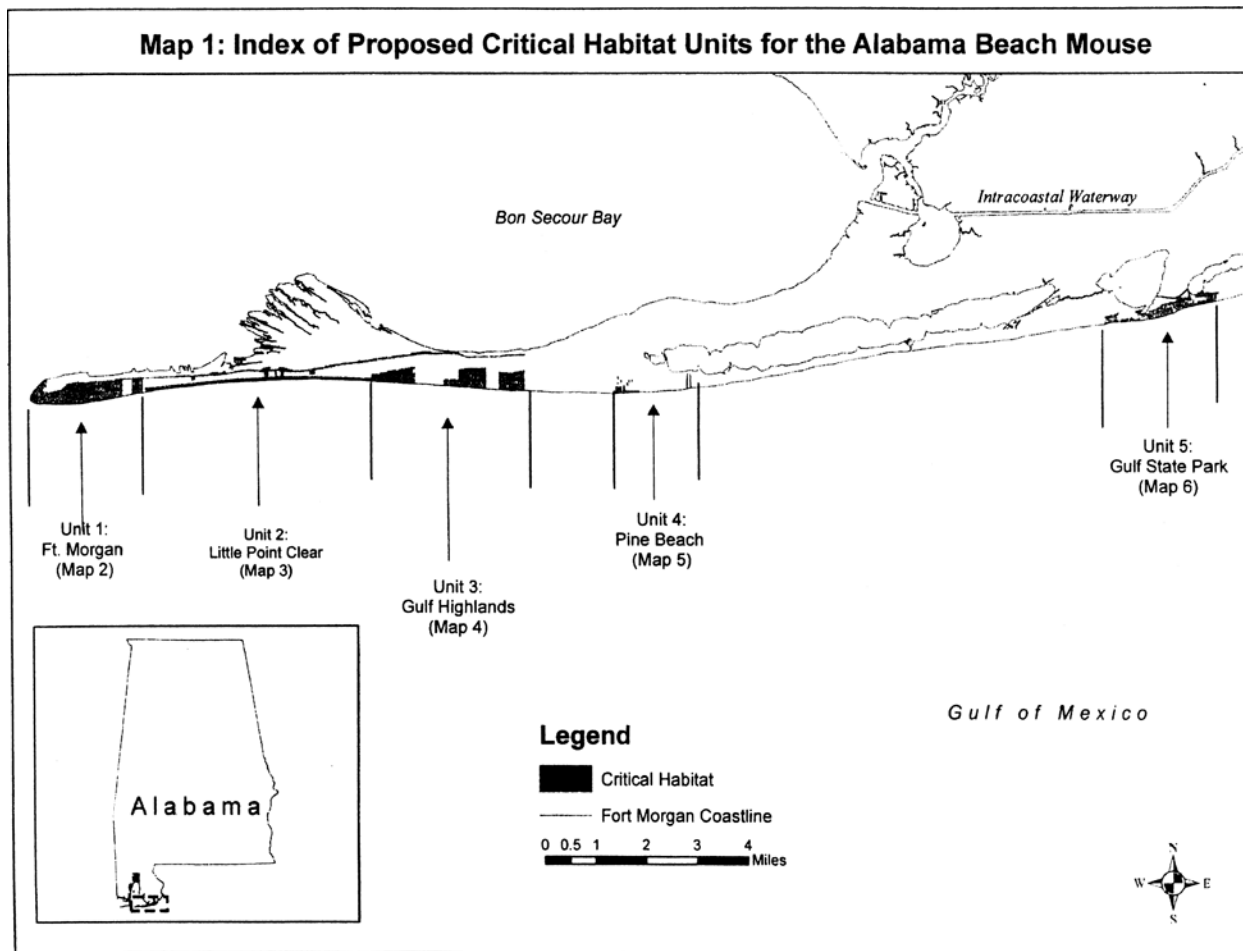 Map 1: Index of Proposed Critical Habitat Units for the Alabama Beach Mouse
Intracoastal Waterway
Bon Secour Bay
Unit 1:
Ft. Morgan
(Map 2)
Unit 2:
Little Point Clear
(Map 3)
Unit 3:
Gulf Highlands
(Map 4)
Unit 4:
Pine Beach
(Map 5)
Unit 5:
Gulf State Park
(Map 6)
Alabama
Gulf of Mexico
Legend
Critical Habitat
Fort Morgan Coastline
0 0.5 1 2 3 4
Miles
N
W E
S